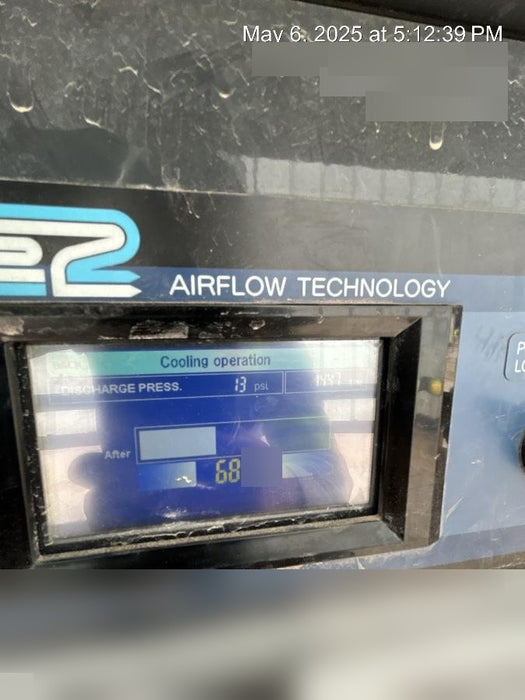 May 6, 2025 at 5:12:39 PM
AIRFLOW TECHNOLOGY
Cooling operation
DISCHARGE PRESS. 13 psi
After
68